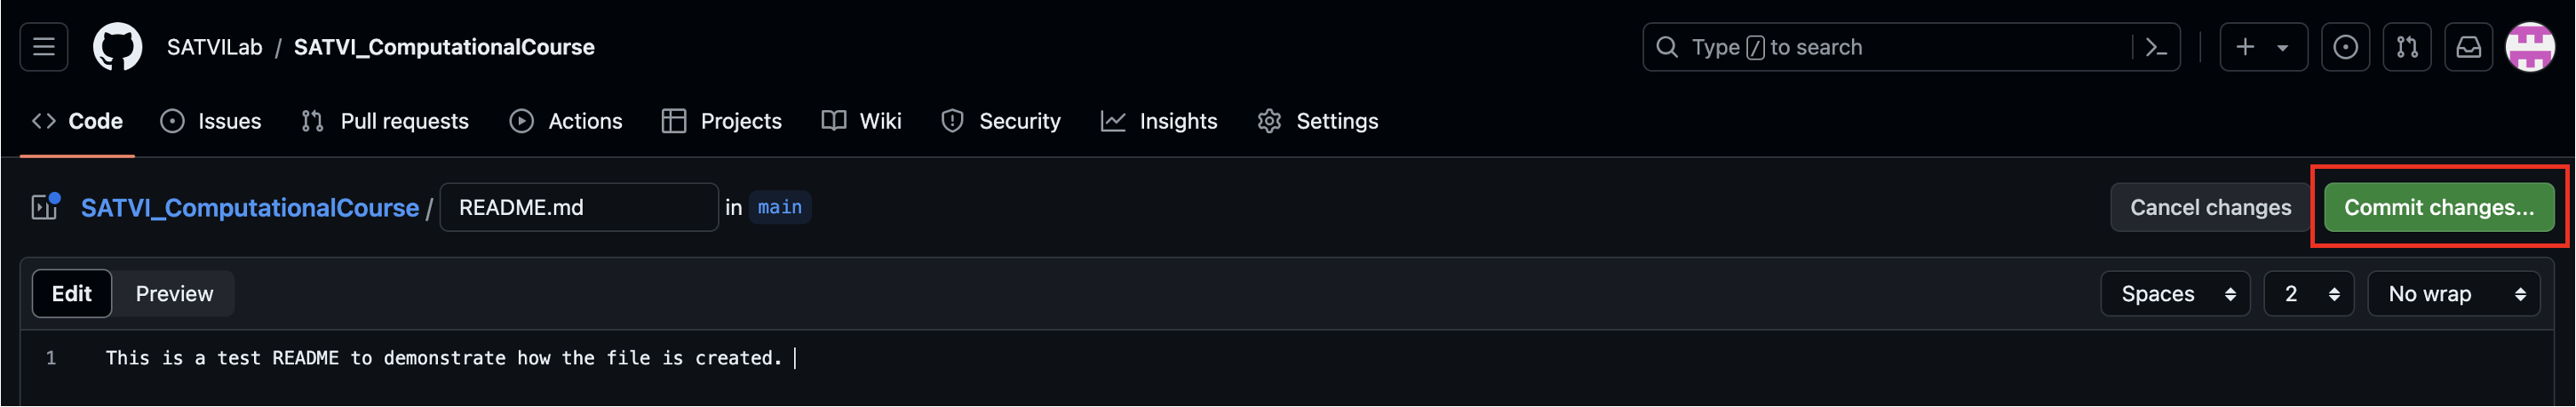 SATVILab / SATVI_ComputationalCourse
Type / to search
Code Issues Pull requests Actions Projects Wiki Security Insights Settings
SATVI_ComputationalCourse / README.md in main
Cancel changes Commit changes...
Edit Preview
Spaces 2 No wrap
1 This is a test README to demonstrate how the file is created.